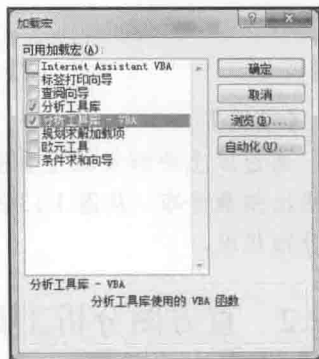 加载宏
可用加载宏(A):
Internet Assistant VBA
标签打印向导
查阅向导
分析工具库
分析工具库 - VBA
规划求解加载项
欧元工具
条件求和向导
确定
取消
浏览(B)...
自动化(U)...
分析工具库 - VBA
分析工具库使用的 VBA 函数